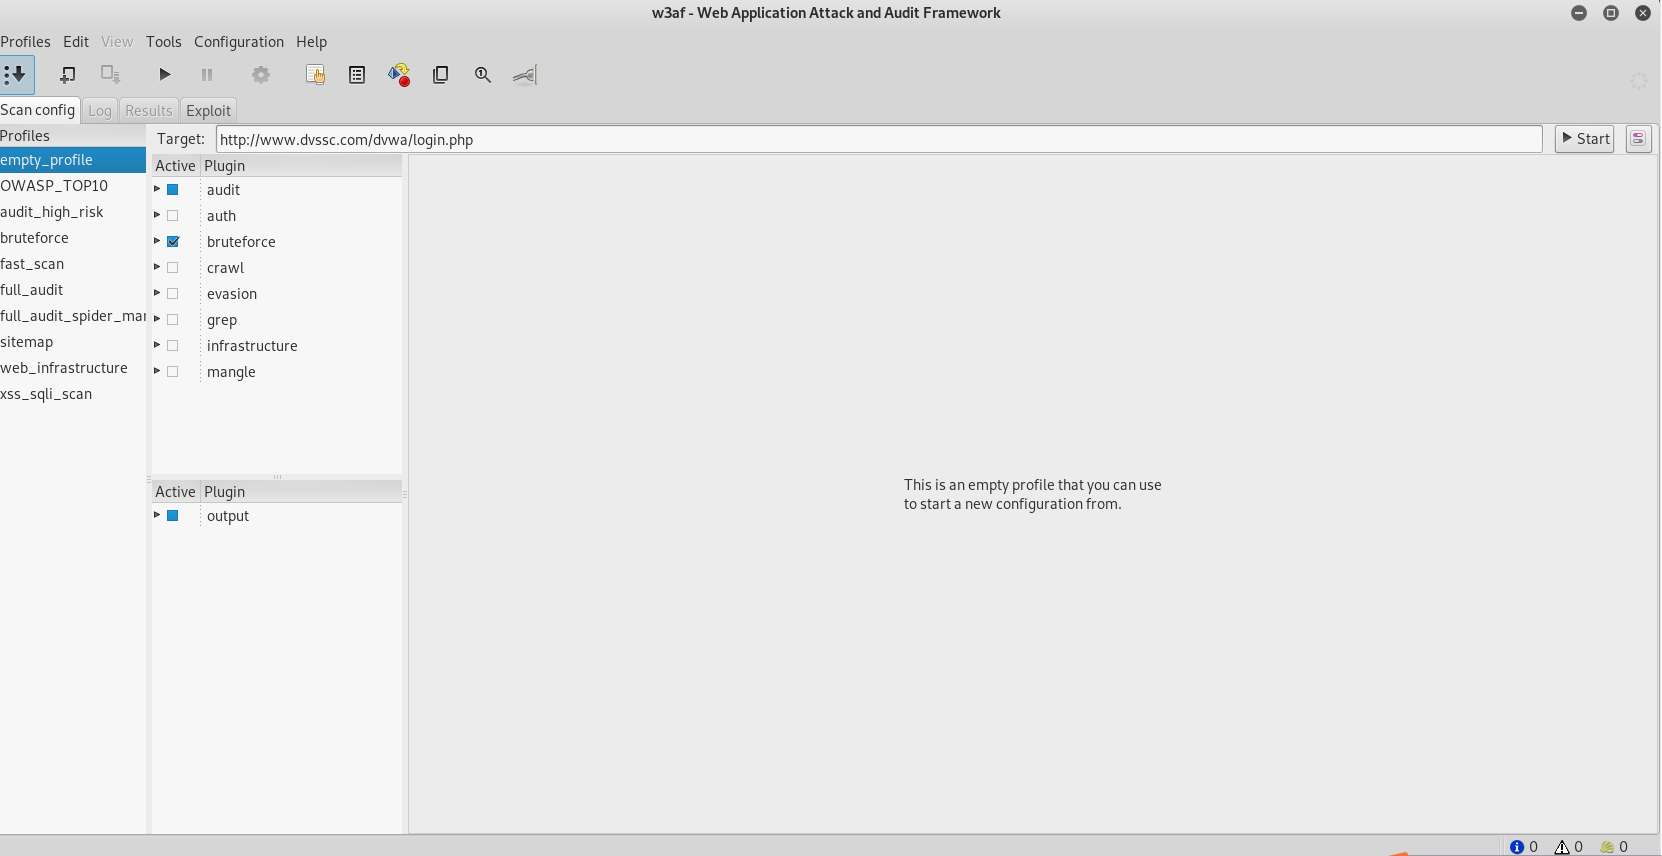 w3af - Web Application Attack and Audit Framework
Profiles Edit View Tools Configuration Help
Scan config Log Results Exploit
Profiles
empty_profile
OWASP_TOP10
audit_high_risk
bruteforce
fast_scan
full_audit
full_audit_spider_mar
sitemap
web_infrastructure
xss_sqli_scan
Target: http://www.dvssc.com/dvwa/login.php Start
Active Plugin
audit
auth
bruteforce
crawl
evasion
grep
infrastructure
mangle
Active Plugin
output
This is an empty profile that you can use
to start a new configuration from.
0 0 0